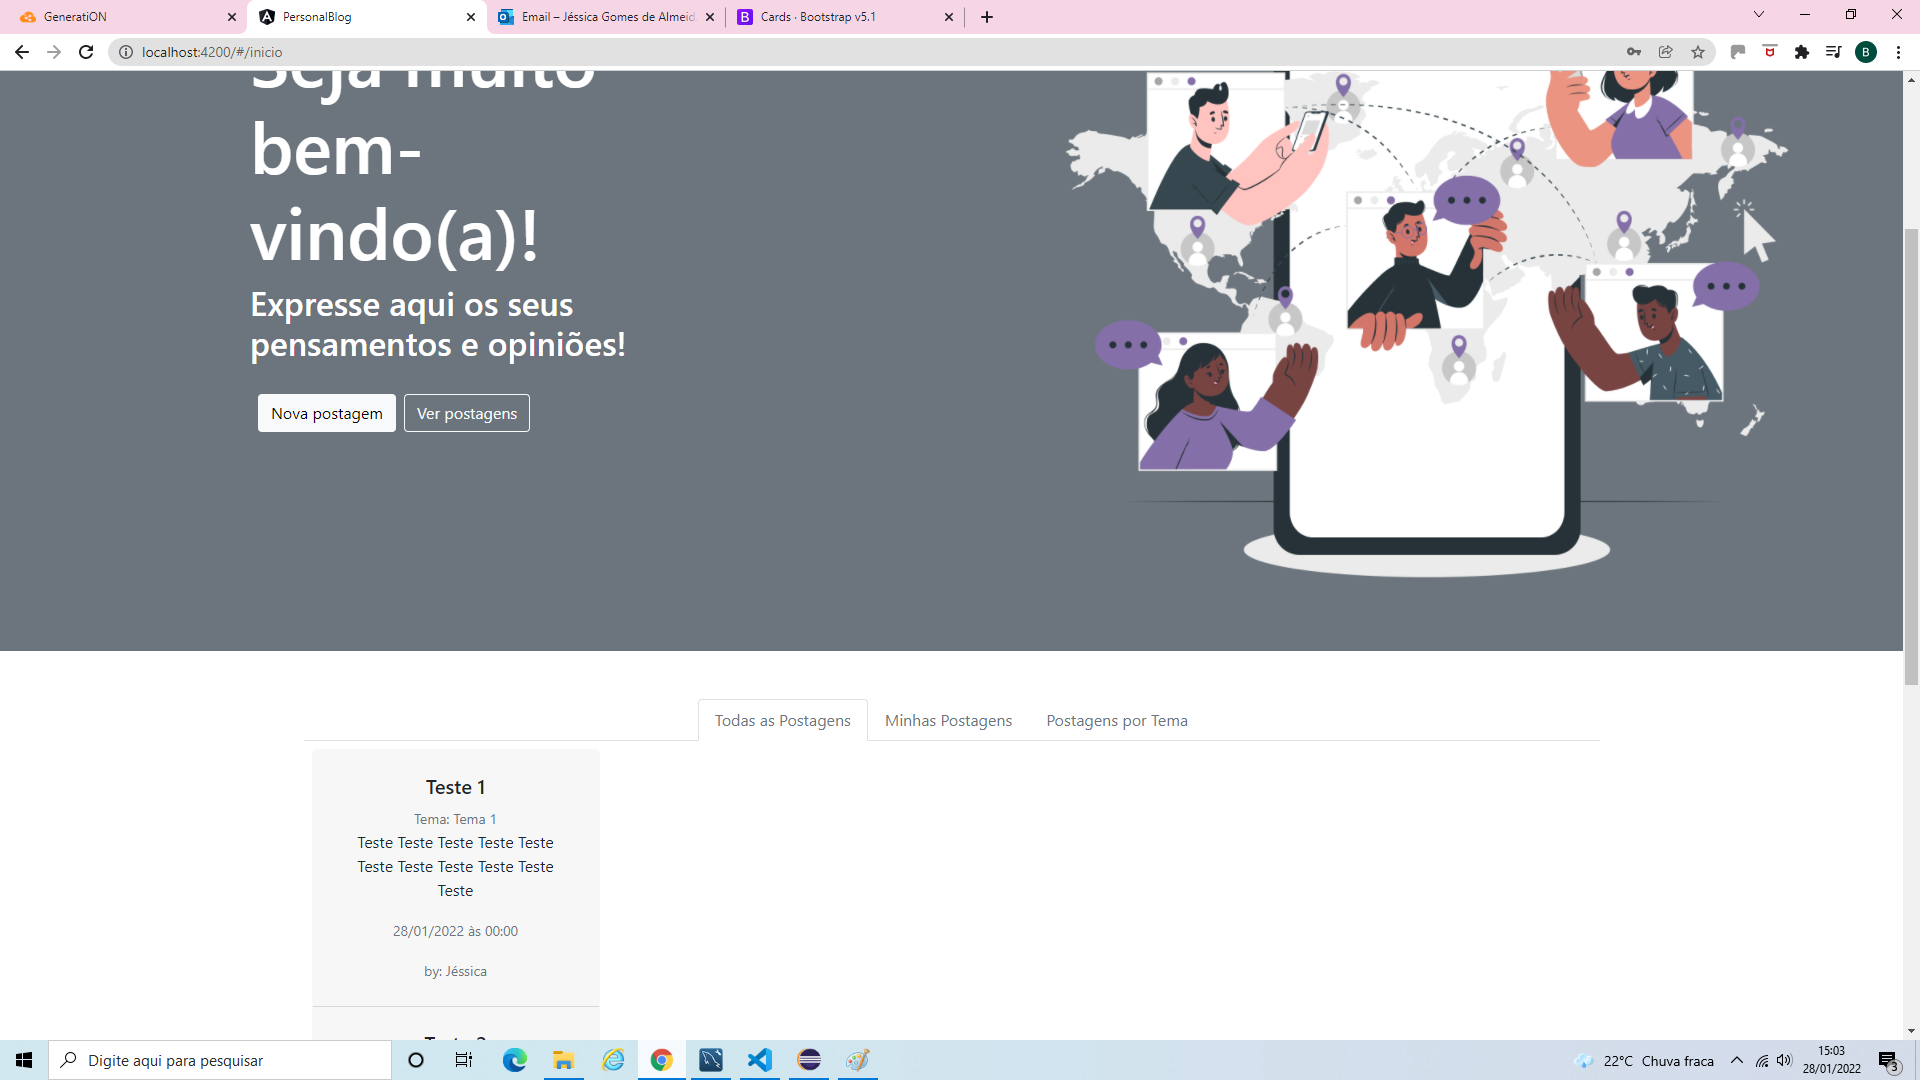 GeneratiON
PersonalBlog
Email – Jéssica Gomes de Almeid
Cards · Bootstrap v5.1
localhost:4200/#/inicio
B
Seja muito
bem-
vindo(a)!
Expresse aqui os seus
pensamentos e opiniões!
Nova postagem
Ver postagens
Todas as Postagens
Minhas Postagens
Postagens por Tema
Teste 1
Tema: Tema 1
Teste Teste Teste Teste Teste
Teste Teste Teste Teste Teste
Teste
28/01/2022 às 00:00
by: Jéssica
Digite aqui para pesquisar
22°C Chuva fraca
15:03
28/01/2022
3